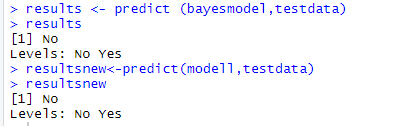 > results <- predict (bayesmodel,testdata)
> results
[1] No
Levels: No Yes
> resultsnew<-predict(modell,testdata)
> resultsnew
[1] No
Levels: No Yes